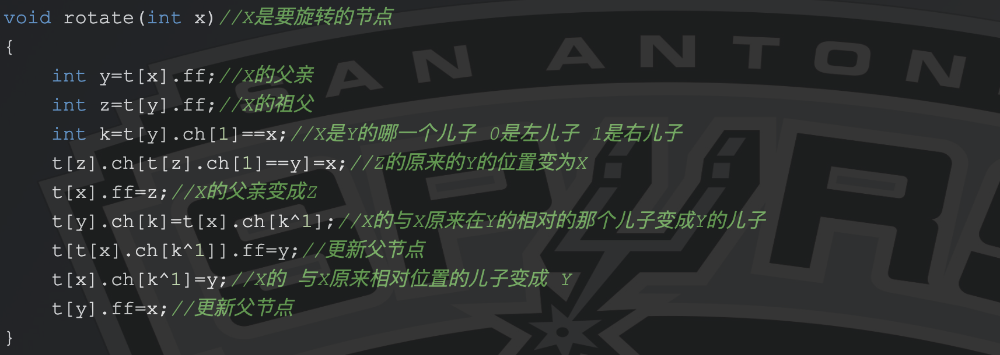 SAN ANTON
SPURS
void rotate(int x)//X是要旋转的节点
{
    int y=t[x].ff;//X的父亲
    int z=t[y].ff;//X的祖父
    int k=t[y].ch[1]==x;//X是Y的哪一个儿子 0是左儿子 1是右儿子
    t[z].ch[t[z].ch[1]==y]=x;//Z的原来的Y的位置变为X
    t[x].ff=z;//X的父亲变成Z
    t[y].ch[k]=t[x].ch[k^1];//X的与X原来在Y的相对的那个儿子变成Y的儿子
    t[t[x].ch[k^1]].ff=y;//更新父节点
    t[x].ch[k^1]=y;//X的 与X原来相对位置的儿子变成 Y
    t[y].ff=x;//更新父节点
}